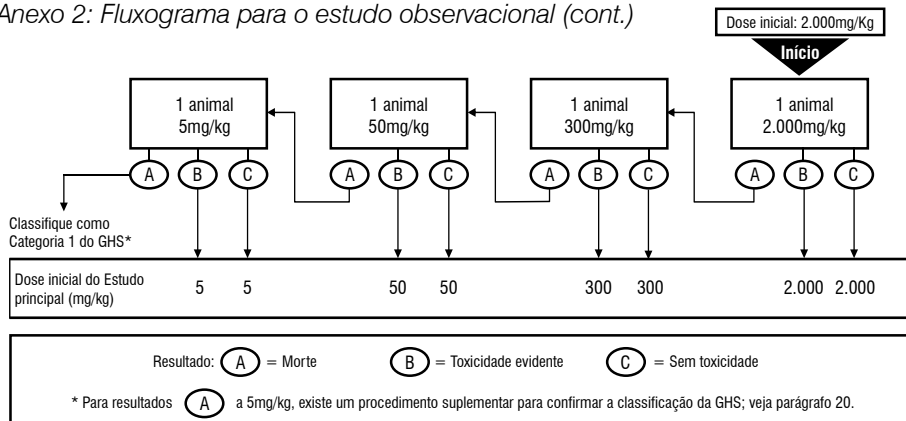 Anexo 2: Fluxograma para o estudo observacional (cont.)
Dose inicial: 2.000mg/Kg
Início
1 animal
5mg/kg
1 animal
50mg/kg
1 animal
300mg/kg
1 animal
2.000mg/kg
A B C A B C A B C A B C
Classifique como
Categoria 1 do GHS*
Dose inicial do Estudo
principal (mg/kg)
5 5 50 50 300 300 2.000 2.000
Resultado: A = Morte B = Toxicidade evidente C = Sem toxicidade
* Para resultados A a 5mg/kg, existe um procedimento suplementar para confirmar a classificação da GHS; veja parágrafo 20.